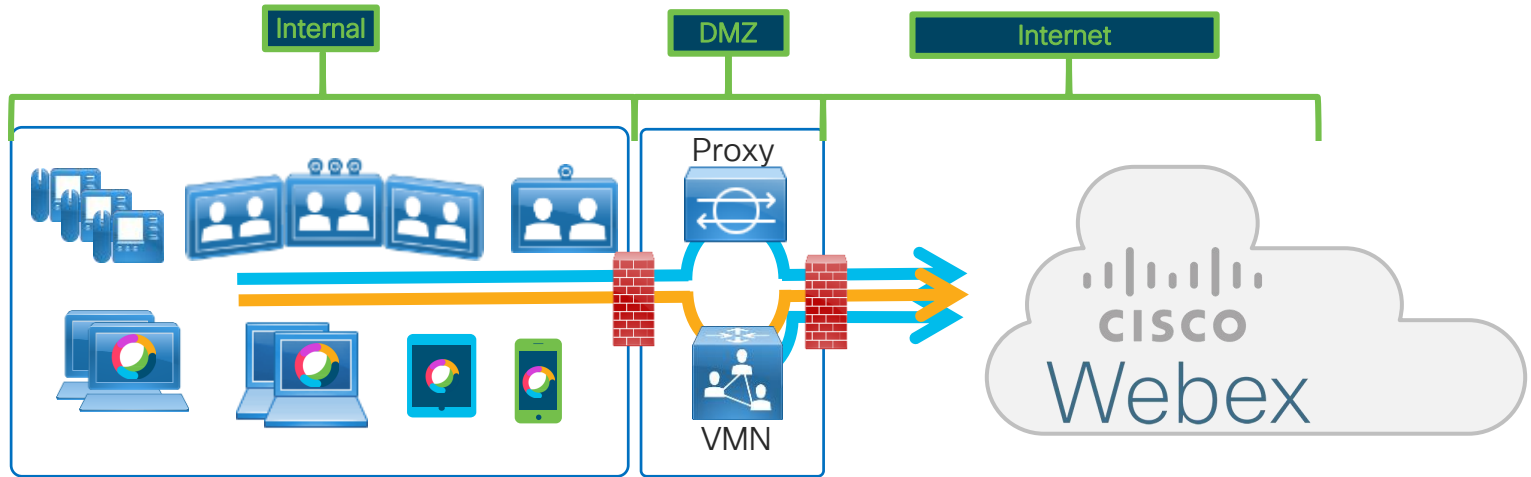 Internal
DMZ
Internet
Proxy
VMN
CISCO
Webex